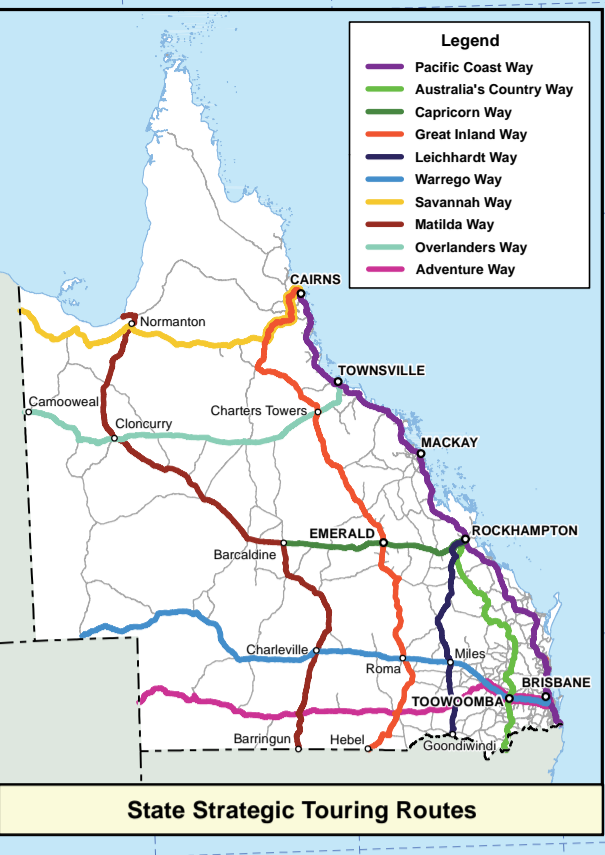 Legend
Pacific Coast Way
Australia's Country Way
Capricorn Way
Great Inland Way
Leichhardt Way
Warrego Way
Savannah Way
Matilda Way
Overlanders Way
Adventure Way
CAIRNS
Normanton
TOWNSVILLE
Camooweal
Charters Towers
Cloncurry
MACKAY
EMERALD
ROCKHAMPTON
Barcaldine
Charleville
Miles
Roma
BRISBANE
TOOWOOMBA
Barringun
Hebel
Goondiwindi
State Strategic Touring Routes